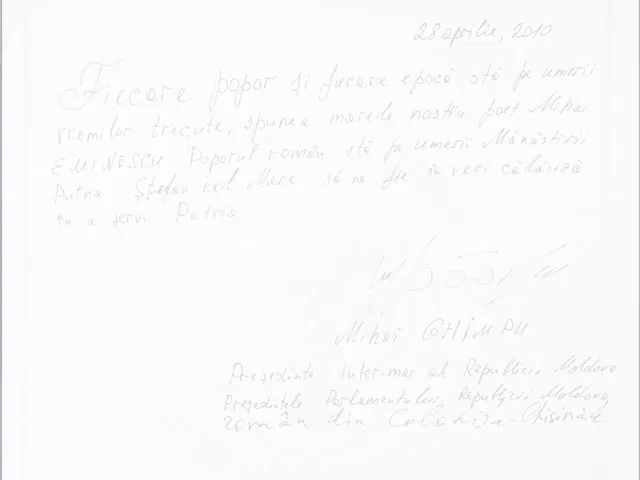 28 aprilie, 2010
Fiecare popor și fiecare epocă stă pe umerii
vremilor trecute, spunea marele nostru poet Mihai
EMINESCU. Poporul român stă pe umerii Mănăstirii
Putna Ștefan cel Mare să ne fie în veci călăuză
în a servi Patria.
Mihai GHIMPU
Președinte interimar al Republicii Moldova
Președintele Parlamentului, Republicii Moldova,
român din Colonița-Chișinău